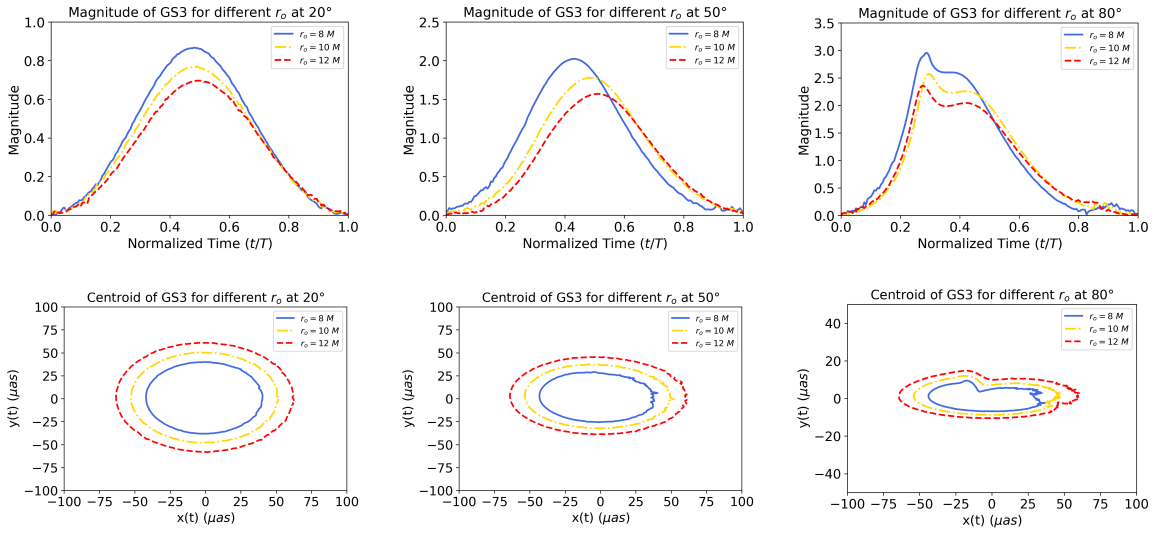 Magnitude of GS3 for different r_o at 20°
1.0
0.8
0.6
0.4
0.2
0.0
Magnitude
r_o = 8 M
r_o = 10 M
r_o = 12 M
0.0 0.2 0.4 0.6 0.8 1.0
Normalized Time (t/T)
Magnitude of GS3 for different r_o at 50°
2.5
2.0
1.5
1.0
0.5
0.0
Magnitude
r_o = 8 M
r_o = 10 M
r_o = 12 M
0.0 0.2 0.4 0.6 0.8 1.0
Normalized Time (t/T)
Magnitude of GS3 for different r_o at 80°
3.5
3.0
2.5
2.0
1.5
1.0
0.5
0.0
Magnitude
r_o = 8 M
r_o = 10 M
r_o = 12 M
0.0 0.2 0.4 0.6 0.8 1.0
Normalized Time (t/T)
Centroid of GS3 for different r_o at 20°
100
75
50
25
0
−25
−50
−75
−100
y(t) (μas)
r_o = 8 M
r_o = 10 M
r_o = 12 M
−100 −75 −50 −25 0 25 50 75 100
x(t) (μas)
Centroid of GS3 for different r_o at 50°
100
75
50
25
0
−25
−50
−75
−100
y(t) (μas)
r_o = 8 M
r_o = 10 M
r_o = 12 M
−100 −75 −50 −25 0 25 50 75 100
x(t) (μas)
Centroid of GS3 for different r_o at 80°
40
20
0
−20
−40
y(t) (μas)
r_o = 8 M
r_o = 10 M
r_o = 12 M
−100 −75 −50 −25 0 25 50 75 100
x(t) (μas)